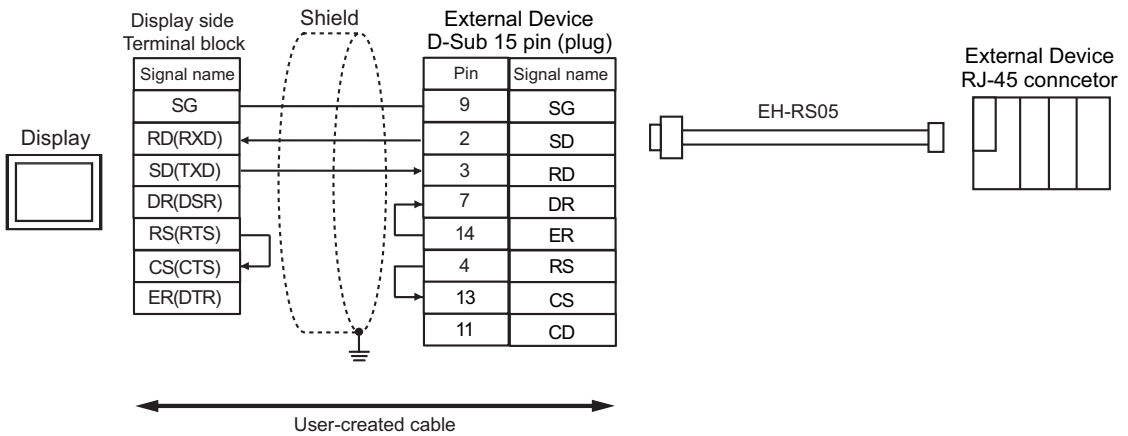 Display side
Terminal block
Shield
External Device
D-Sub 15 pin (plug)
External Device
RJ-45 conncetor
Signal name
Pin Signal name
SG 9 SG
RD(RXD) 2 SD
SD(TXD) 3 RD
DR(DSR) 7 DR
RS(RTS) 14 ER
CS(CTS) 4 RS
ER(DTR) 13 CS
11 CD
Display
EH-RS05
User-created cable